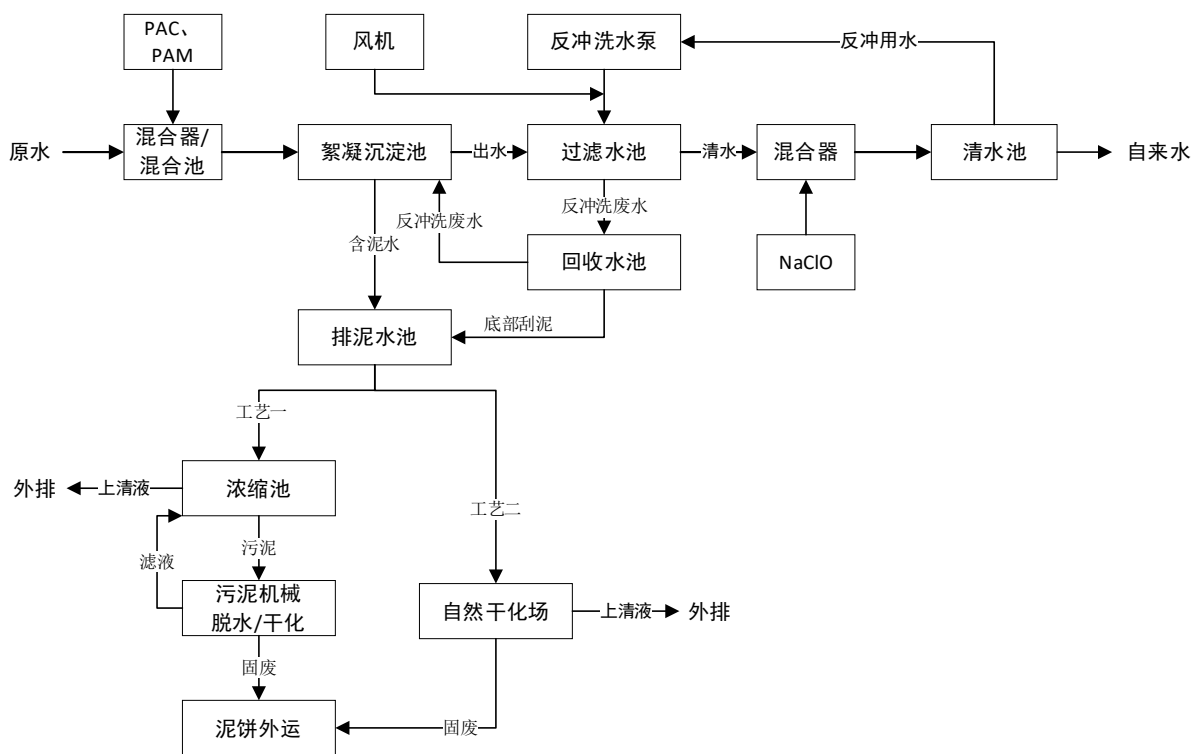 PAC、
PAM
风机
反冲洗水泵
反冲用水
原水
混合器/
混合池
絮凝沉淀池
出水
过滤水池
清水
混合器
清水池
自来水
反冲洗废水
反冲洗废水
含泥水
回收水池
NaClO
排泥水池
底部刮泥
工艺一
外排
上清液
浓缩池
工艺二
滤液
污泥
污泥机械
脱水/干化
自然干化场
上清液
外排
固废
泥饼外运
固废